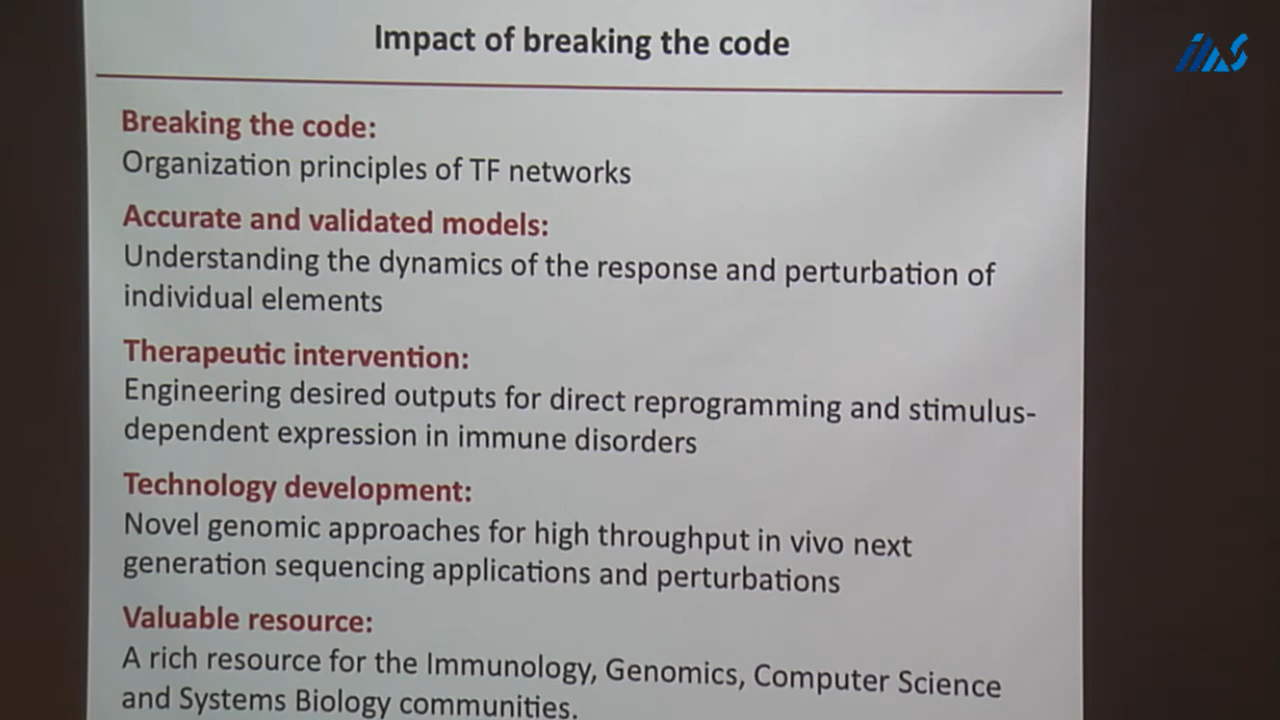 Impact of breaking the code
IIAS
Breaking the code:
Organization principles of TF networks
Accurate and validated models:
Understanding the dynamics of the response and perturbation of
individual elements
Therapeutic intervention:
Engineering desired outputs for direct reprogramming and stimulus-
dependent expression in immune disorders
Technology development:
Novel genomic approaches for high throughput in vivo next
generation sequencing applications and perturbations
Valuable resource:
A rich resource for the Immunology, Genomics, Computer Science
and Systems Biology communities.